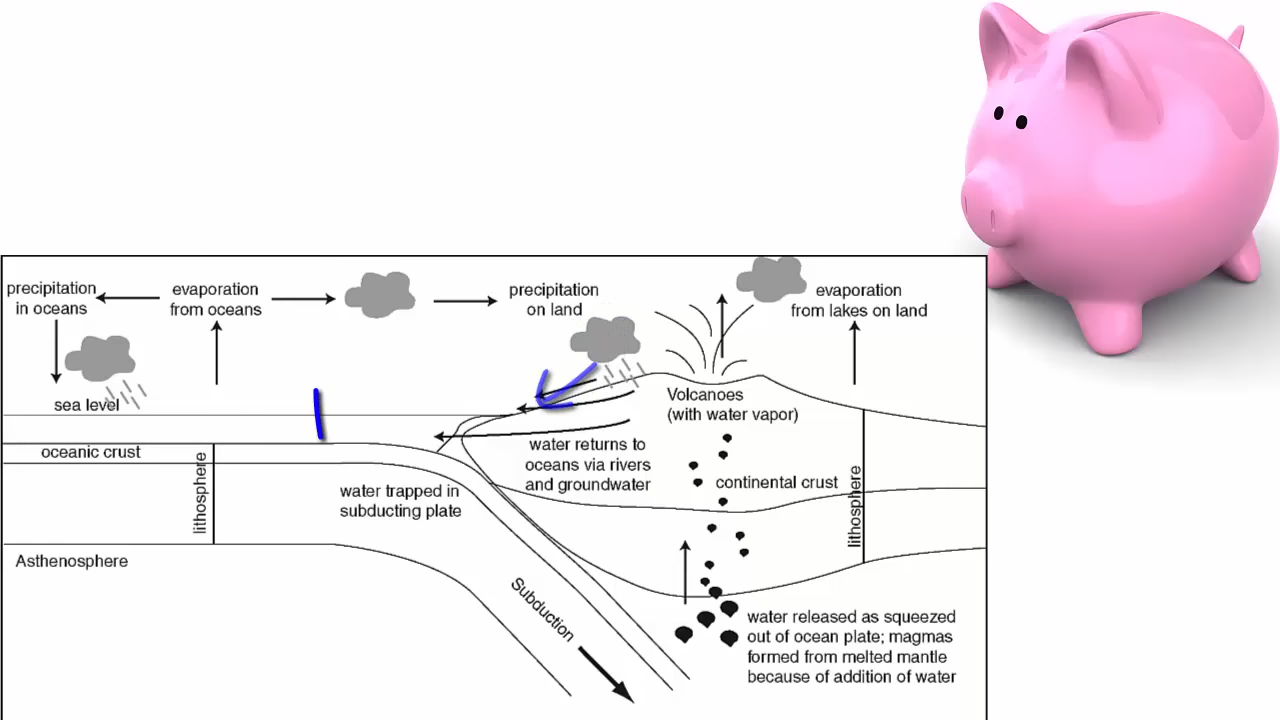 precipitation
in oceans
evaporation
from oceans
precipitation
on land
evaporation
from lakes on land
sea level
Volcanoes
(with water vapor)
oceanic crust
lithosphere
water returns to
oceans via rivers
and groundwater
continental crust
lithosphere
water trapped in
subducting plate
Asthenosphere
Subduction
water released as squeezed
out of ocean plate; magmas
formed from melted mantle
because of addition of water